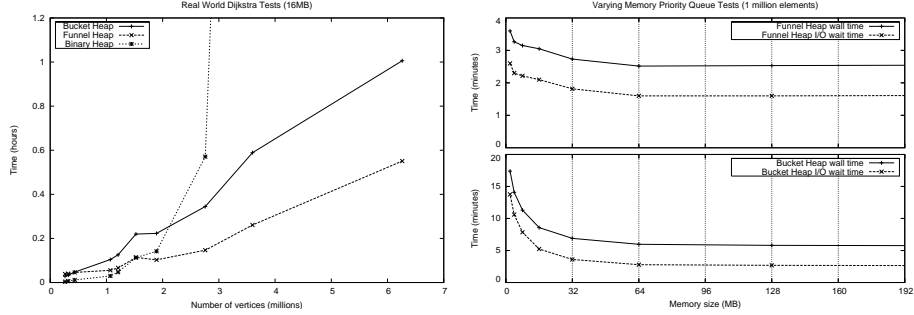 Real World Dijkstra Tests (16MB)
1.2
1
0.8
0.6
0.4
0.2
0
Time (hours)
Bucket Heap
Funnel Heap
Binary Heap
0 1 2 3 4 5 6 7
Number of vertices (millions)
Varying Memory Priority Queue Tests (1 million elements)
4
3
2
1
0
Time (minutes)
Funnel Heap wall time
Funnel Heap I/O wait time
20
15
10
5
0
Time (minutes)
Bucket Heap wall time
Bucket Heap I/O wait time
0 32 64 96 128 160 192
Memory size (MB)